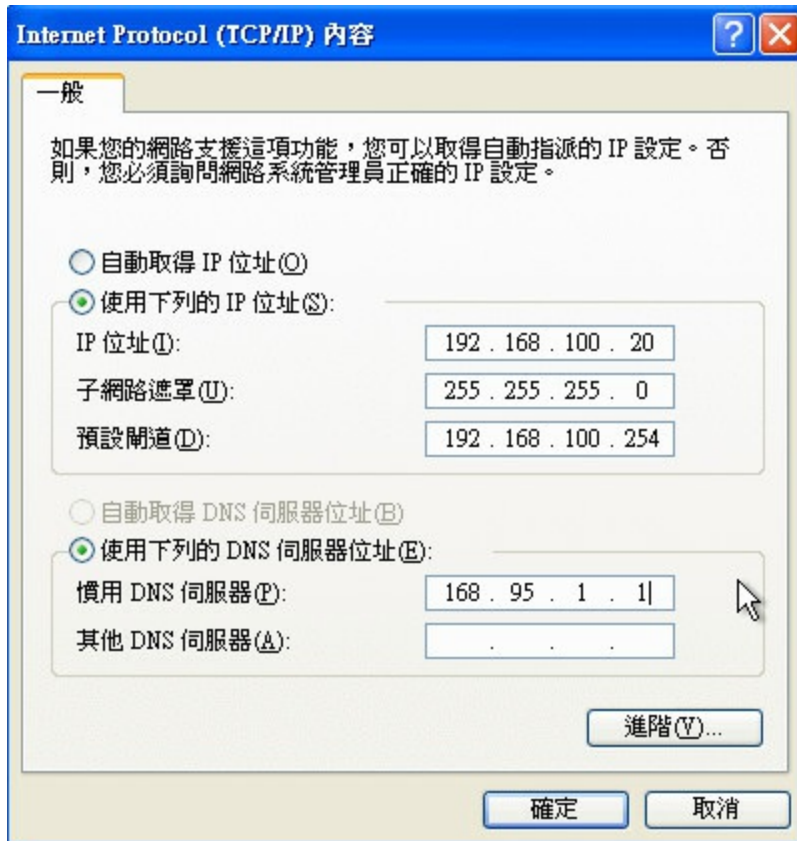 Internet Protocol (TCP/IP) 內容
一般
如果您的網路支援這項功能，您可以取得自動指派的 IP 設定。否
則，您必須詢問網路系統管理員正確的 IP 設定。
自動取得 IP 位址(O)
使用下列的 IP 位址(S):
IP 位址(I): 192 . 168 . 100 . 20
子網路遮罩(U): 255 . 255 . 255 . 0
預設閘道(D): 192 . 168 . 100 . 254
自動取得 DNS 伺服器位址(B)
使用下列的 DNS 伺服器位址(E):
慣用 DNS 伺服器(P): 168 . 95 . 1 . 1
其他 DNS 伺服器(A): . . .
進階(V)...
確定 取消